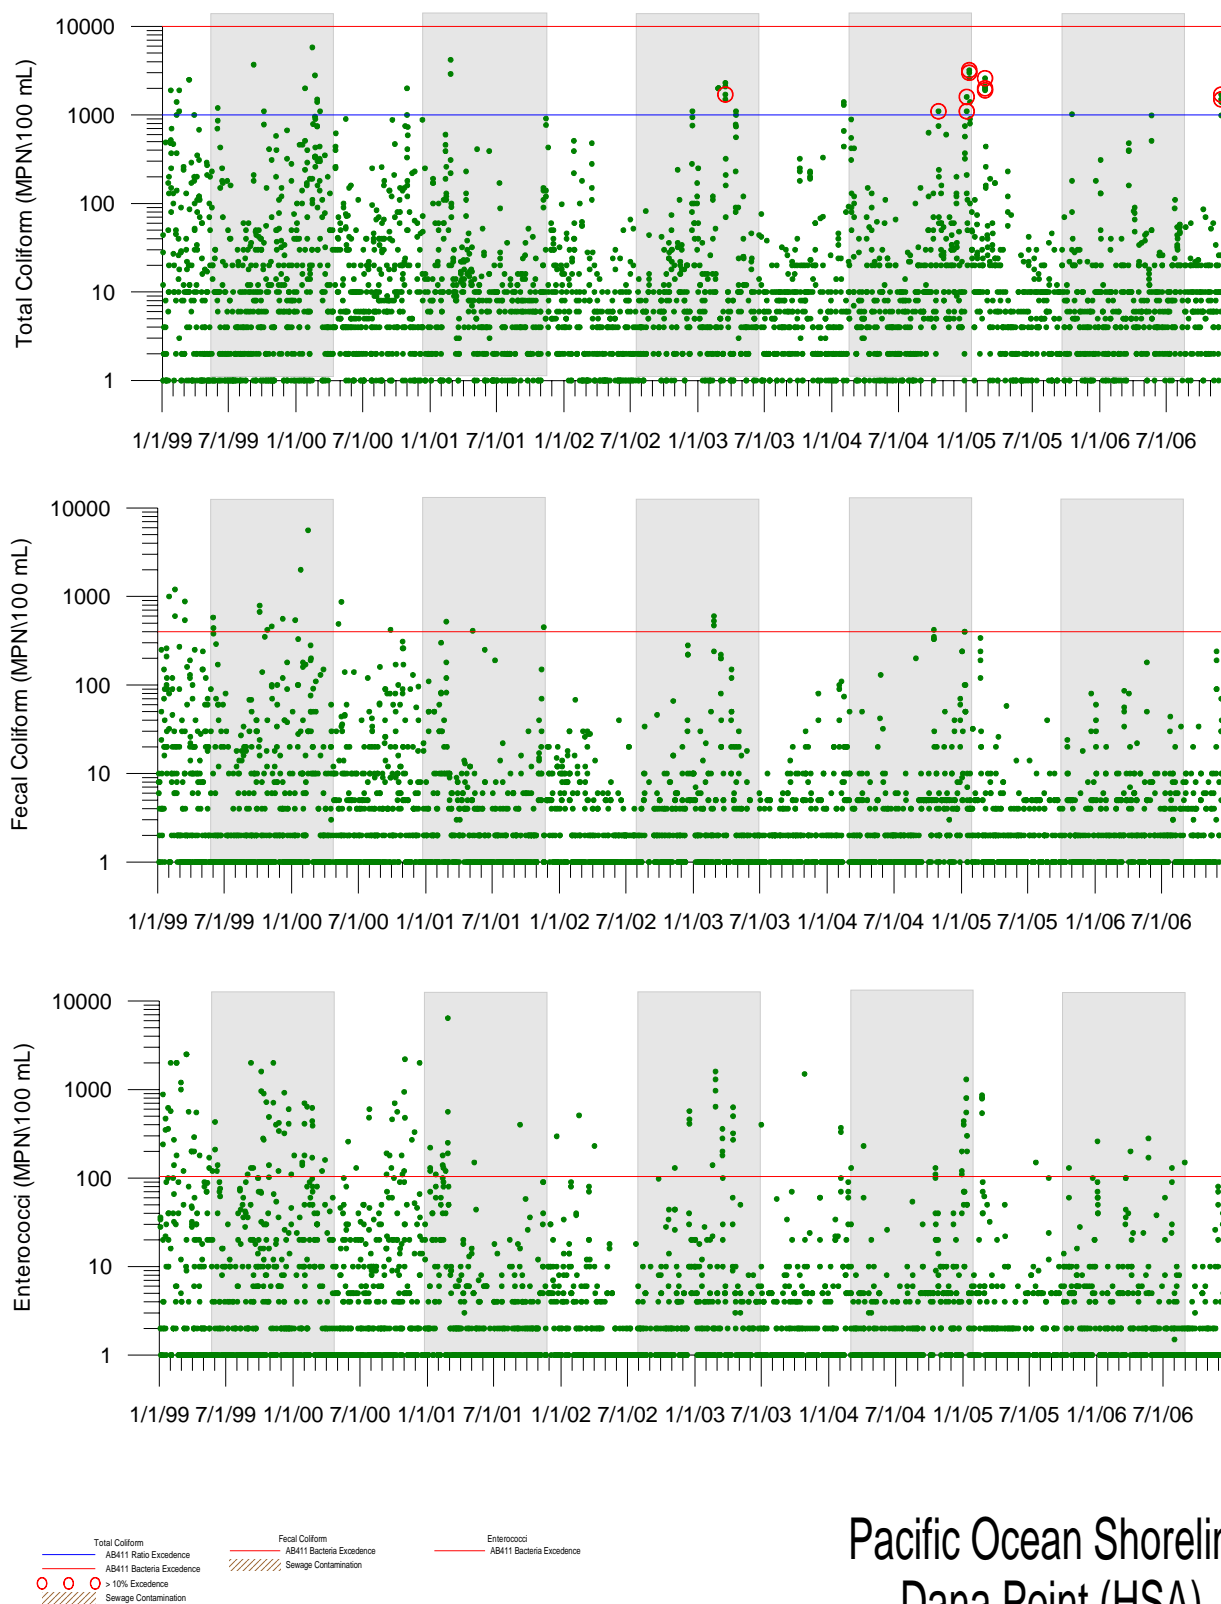 10000
1000
100
10
1
Total Coliform (MPN\100 mL)
1/1/99 7/1/99 1/1/00 7/1/00 1/1/01 7/1/01 1/1/02 7/1/02 1/1/03 7/1/03 1/1/04 7/1/04 1/1/05 7/1/05 1/1/06 7/1/06
10000
1000
100
10
1
Fecal Coliform (MPN\100 mL)
1/1/99 7/1/99 1/1/00 7/1/00 1/1/01 7/1/01 1/1/02 7/1/02 1/1/03 7/1/03 1/1/04 7/1/04 1/1/05 7/1/05 1/1/06 7/1/06
10000
1000
100
10
1
Enterococci (MPN\100 mL)
1/1/99 7/1/99 1/1/00 7/1/00 1/1/01 7/1/01 1/1/02 7/1/02 1/1/03 7/1/03 1/1/04 7/1/04 1/1/05 7/1/05 1/1/06 7/1/06
Total Coliform
AB411 Ratio Excedence
AB411 Bacteria Excedence
> 10% Excedence
Sewage Contamination
Fecal Coliform
AB411 Bacteria Excedence
Sewage Contamination
Enterococci
AB411 Bacteria Excedence
Pacific Ocean Shorelin
Dana Point (HSA)